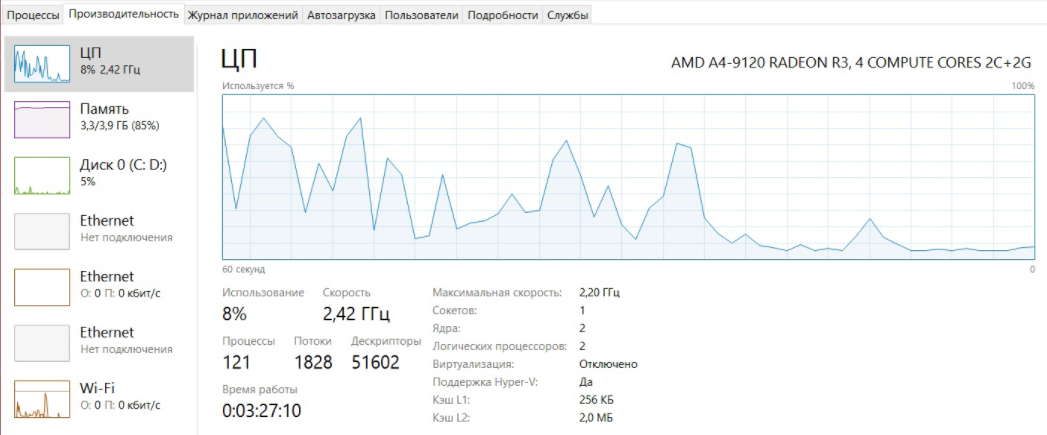 Процессы Производительность Журнал приложений Автозагрузка Пользователи Подробности Службы
ЦП
8% 2,42 ГГц
Память
3,3/3,9 ГБ (85%)
Диск 0 (C: D:)
5%
Ethernet
Нет подключения
Ethernet
О: 0 П: 0 кбит/с
Ethernet
Нет подключения
Wi-Fi
О: 0 П: 0 кбит/с
ЦП
AMD A4-9120 RADEON R3, 4 COMPUTE CORES 2C+2G
Используется %
100%
60 секунд
0
Использование
8%
Скорость
2,42 ГГц
Процессы
121
Потоки
1828
Дескрипторы
51602
Время работы
0:03:27:10
Максимальная скорость: 2,20 ГГц
Сокетов: 1
Ядра: 2
Логических процессоров: 2
Виртуализация: Отключено
Поддержка Hyper-V: Да
Кэш L1: 256 КБ
Кэш L2: 2,0 МБ